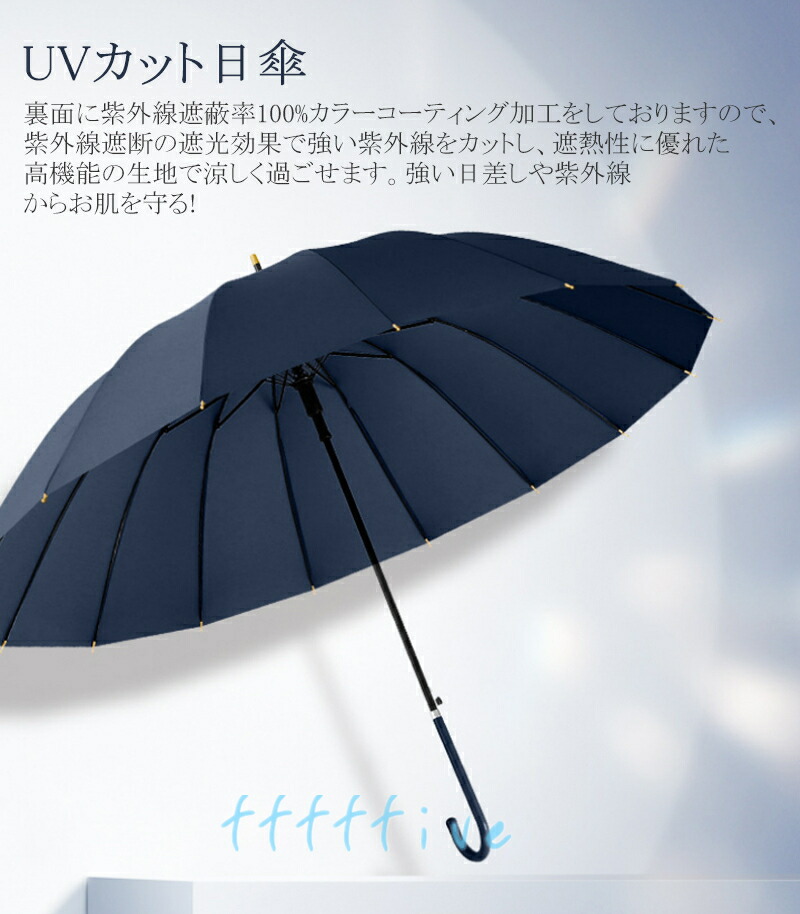 UVカット日傘
裏面に紫外線遮蔽率100%カラーコーティング加工をしておりますので、
紫外線遮断の遮光効果で強い紫外線をカットし、遮熱性に優れた
高機能の生地で涼しく過ごせます。強い日差しや紫外線
からお肌を守る!
ffffffive